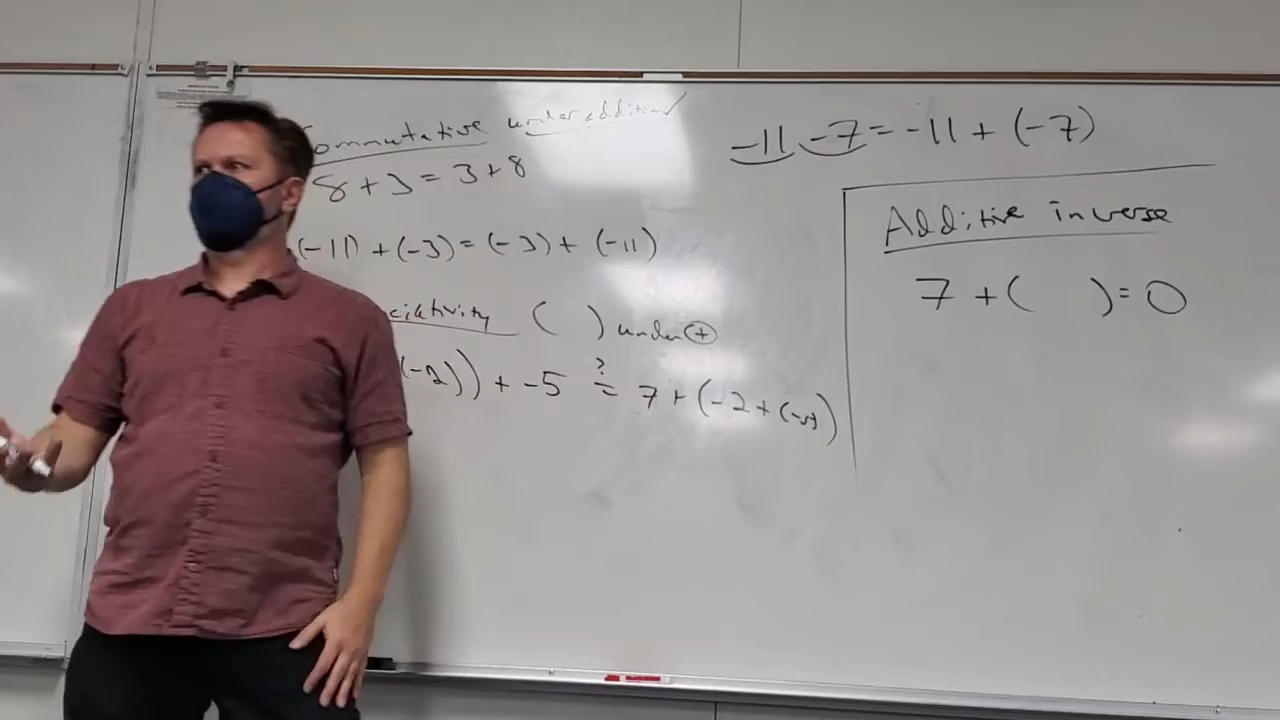 ommutative under addition ✓
8 + 3 = 3 + 8
(-11) + (-3) = (-3) + (-11)
ciativity ( ) under +
(-2)) + -5 ≟ 7 + (-2 + (-5))
-11 -7 = -11 + (-7)
Additive inverse
7 + ( ) = 0